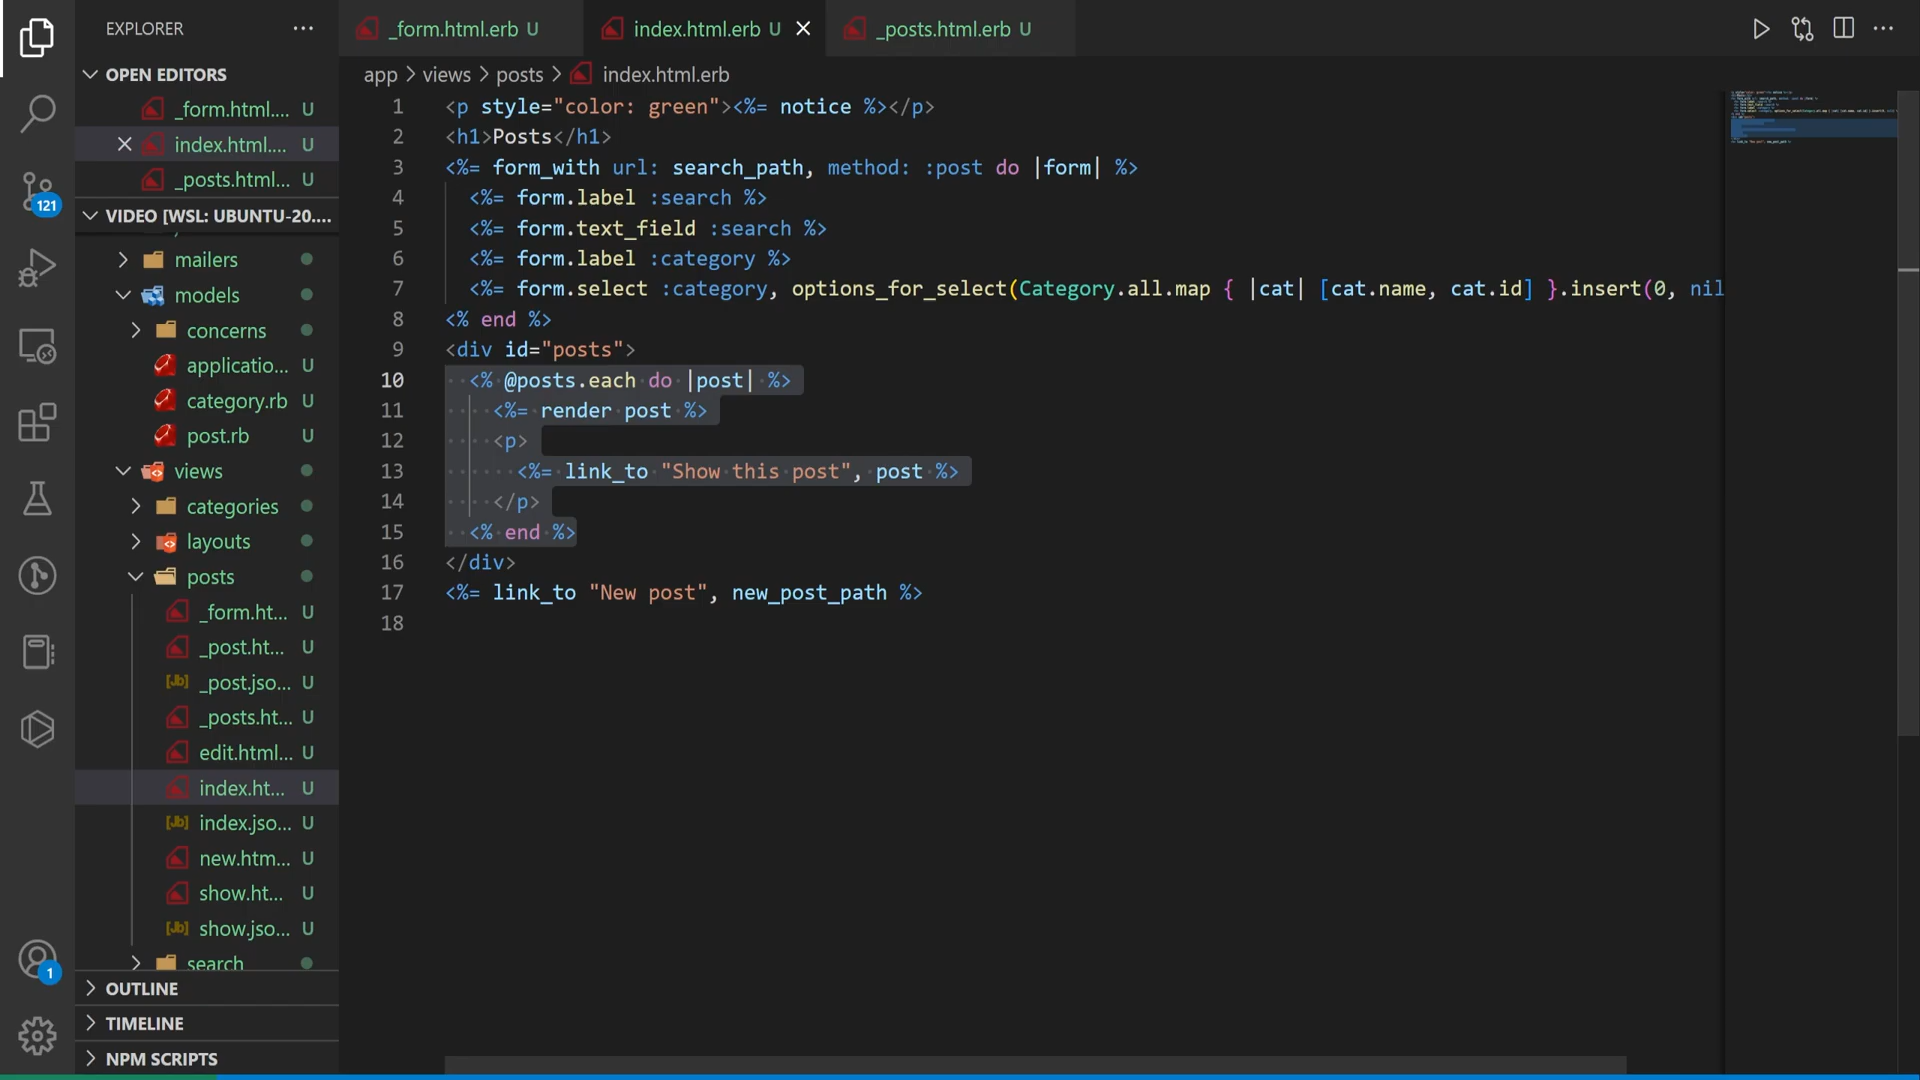 EXPLORER
OPEN EDITORS
_form.html.... U
index.html.... U
_posts.html... U
121
VIDEO [WSL: UBUNTU-20....
mailers
models
concerns
applicatio... U
category.rb U
post.rb U
views
categories
layouts
posts
_form.ht... U
_post.ht... U
_post.jso... U
_posts.ht... U
edit.html... U
index.ht... U
index.jso... U
new.htm... U
show.ht... U
show.jso... U
search
1
OUTLINE
TIMELINE
NPM SCRIPTS
_form.html.erb U
index.html.erb U
_posts.html.erb U
app > views > posts > index.html.erb
1 <p style="color: green"><%= notice %></p>
2 <h1>Posts</h1>
3 <%= form_with url: search_path, method: :post do |form| %>
4 <%= form.label :search %>
5 <%= form.text_field :search %>
6 <%= form.label :category %>
7 <%= form.select :category, options_for_select(Category.all.map { |cat| [cat.name, cat.id] }.insert(0, nil
8 <% end %>
9 <div id="posts">
10 <% @posts.each do |post| %>
11 <%= render post %>
12 <p>
13 <%= link_to "Show this post", post %>
14 </p>
15 <% end %>
16 </div>
17 <%= link_to "New post", new_post_path %>
18